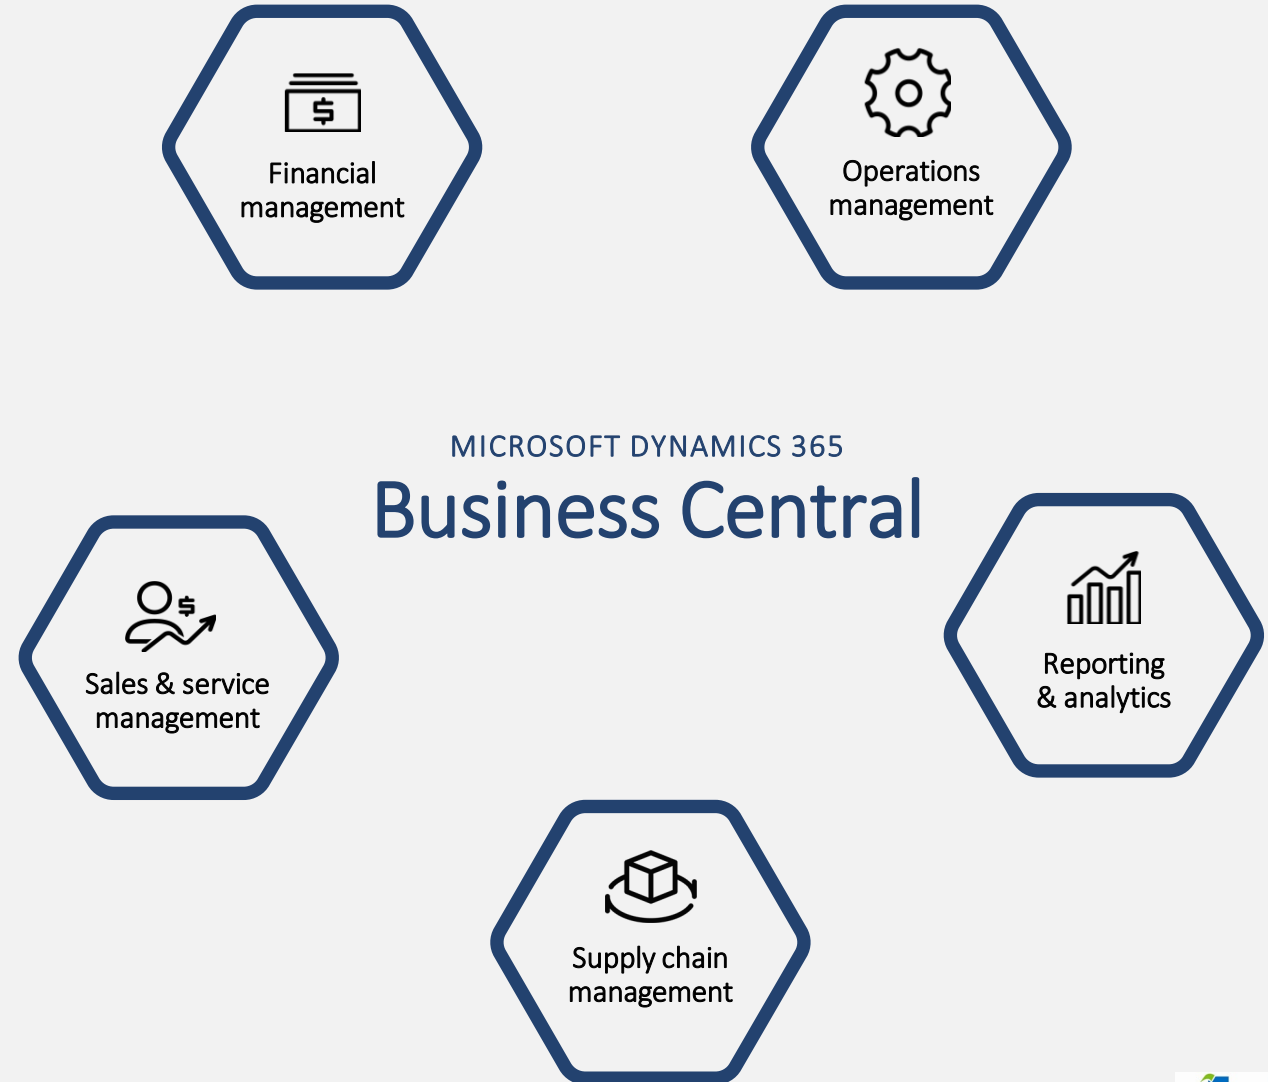 Financial
management
Operations
management
MICROSOFT DYNAMICS 365
Business Central
Sales & service
management
Reporting
& analytics
Supply chain
management